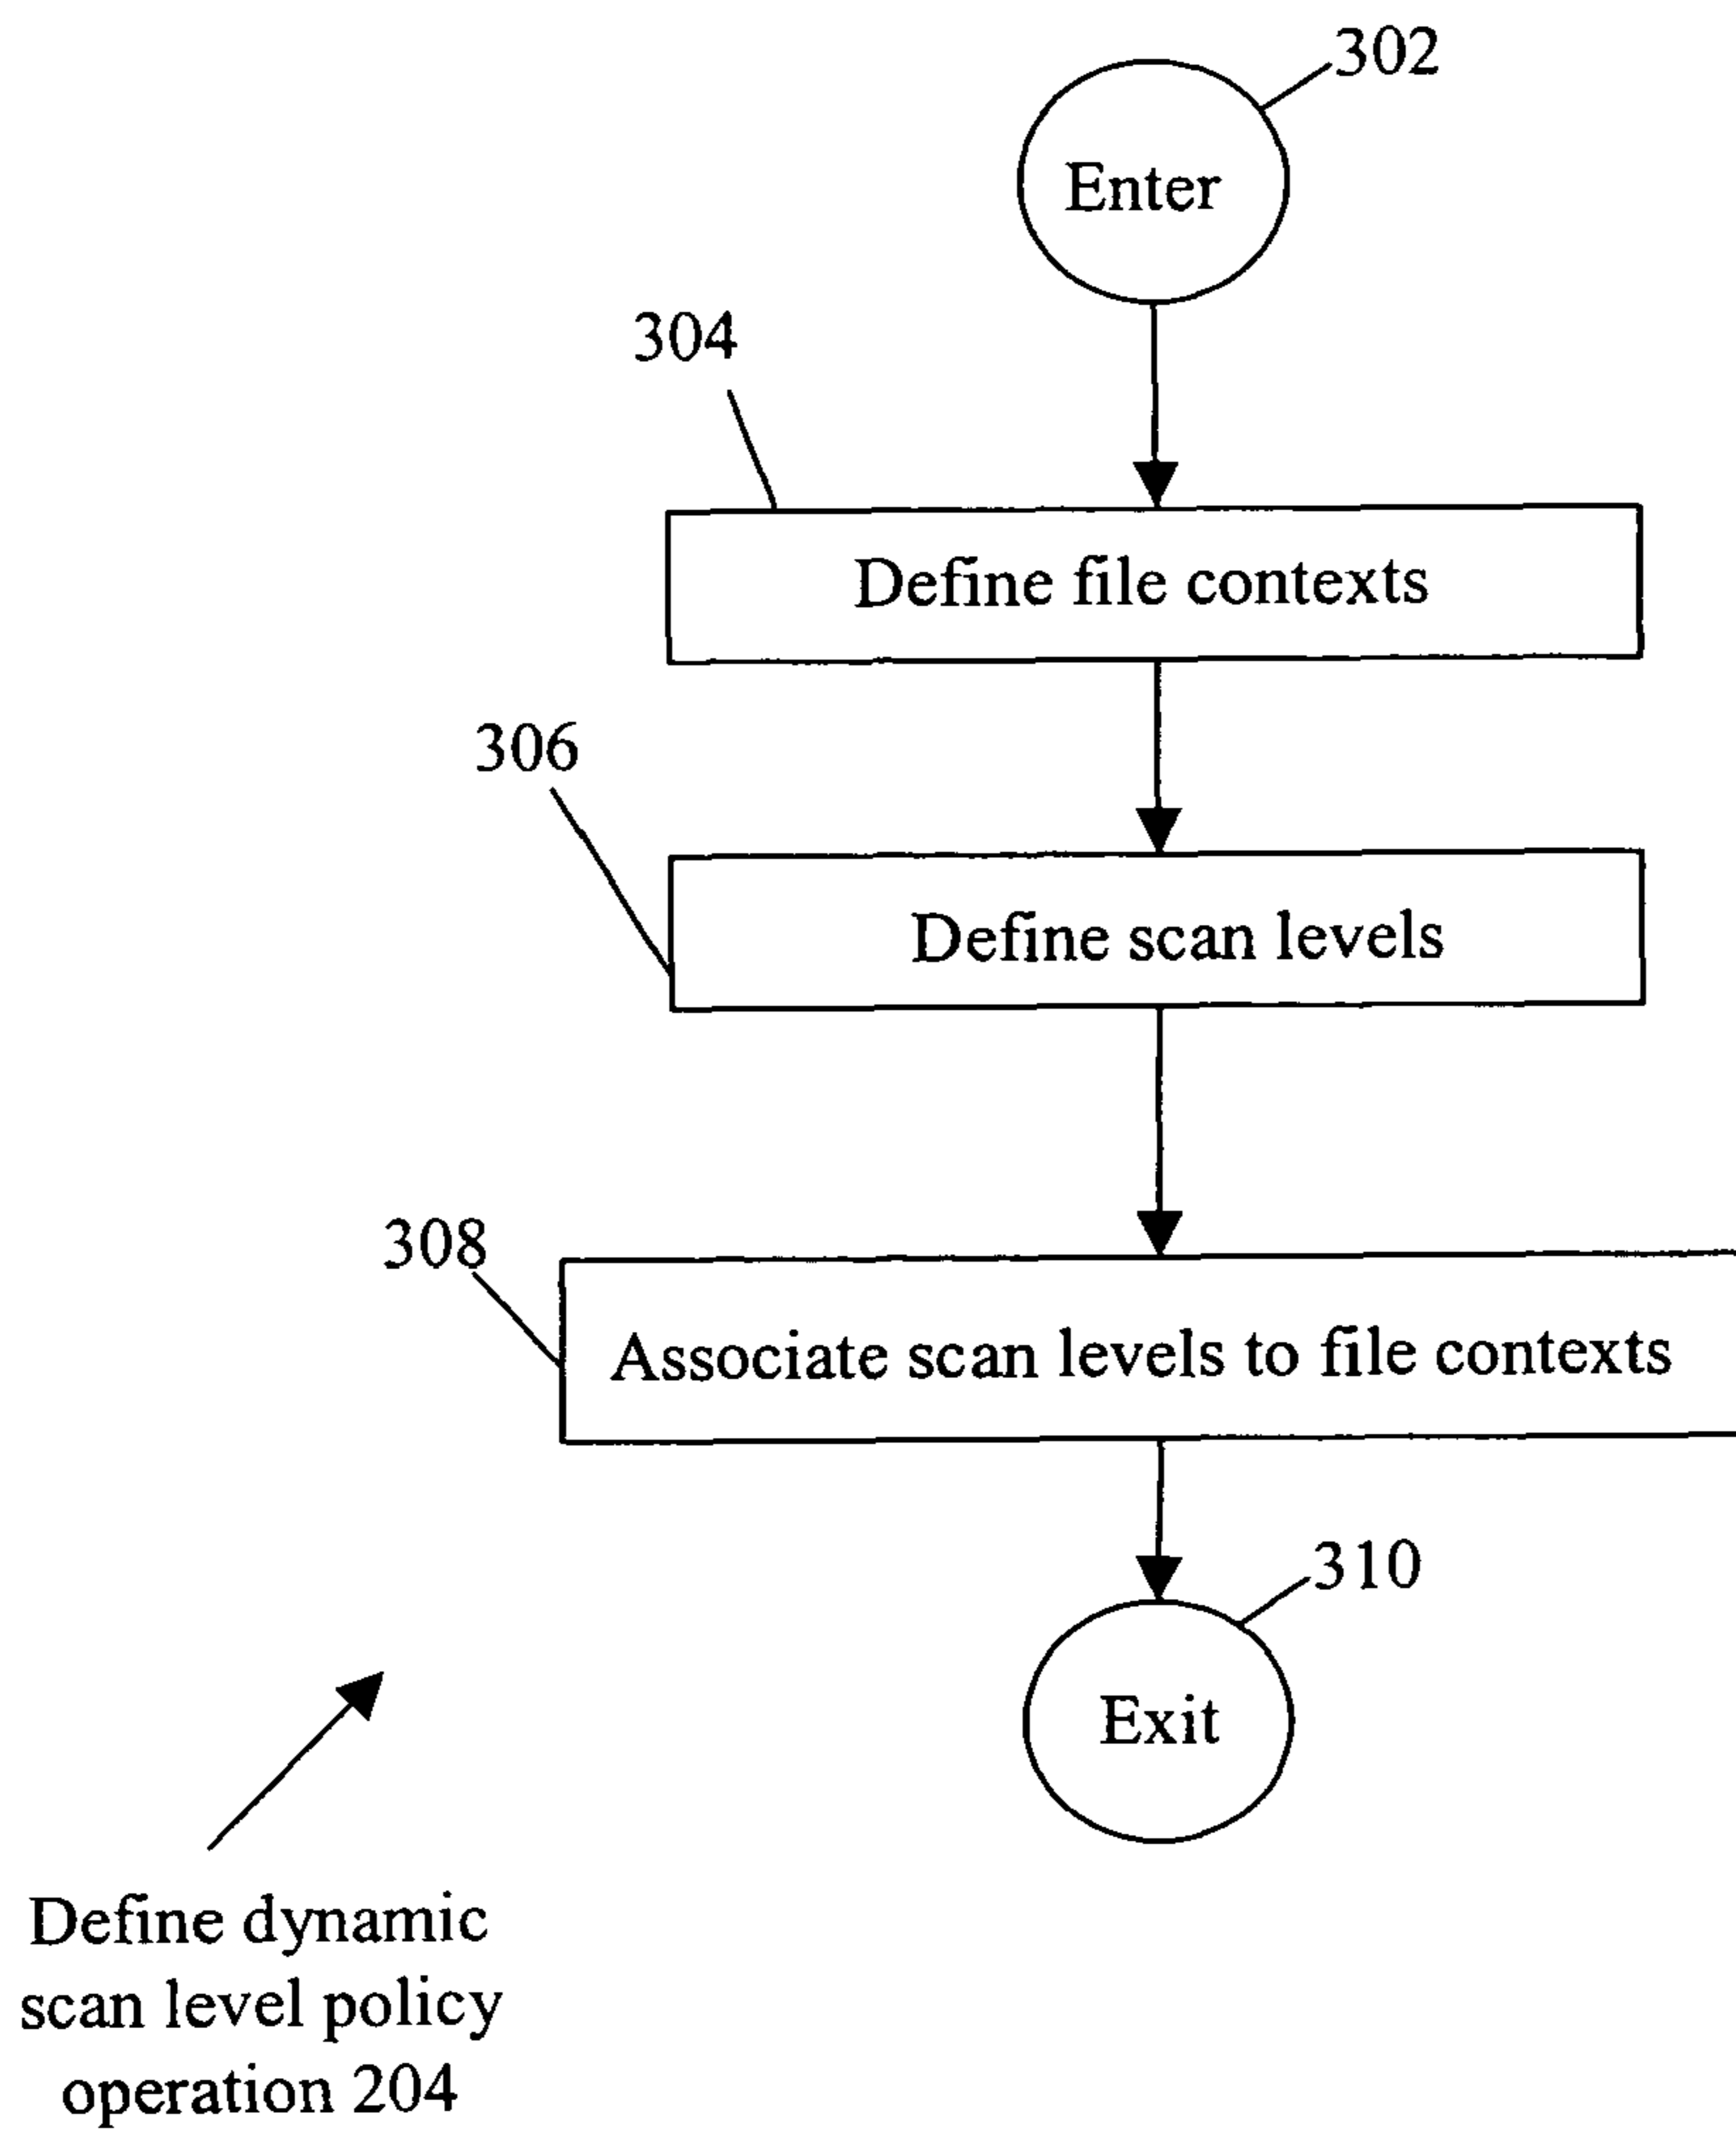 302
Enter
304
Define file contexts
306
Define scan levels
308
Associate scan levels to file contexts
310
Exit
Define dynamic
scan level policy
operation 204